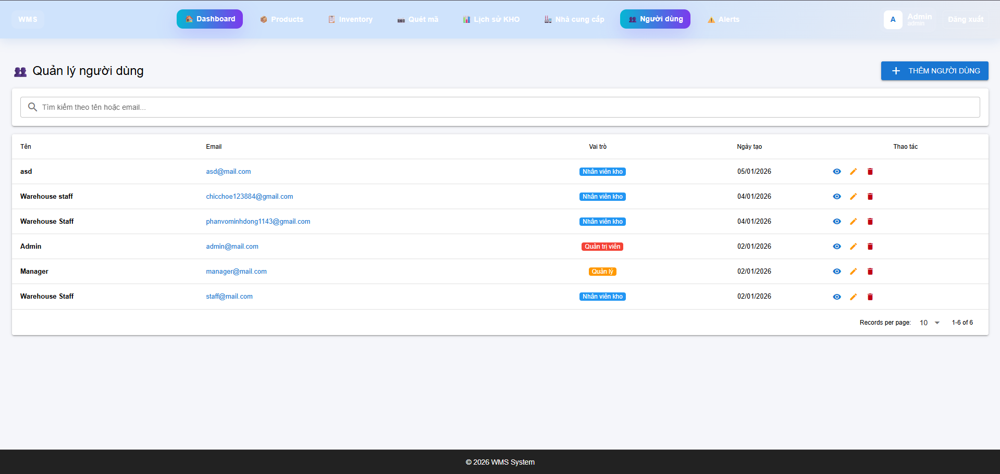 WMS Dashboard Products Inventory Quét mã Lịch sử KHO Nhà cung cấp Người dùng Alerts A Admin Đăng xuất
admin
Quản lý người dùng THÊM NGƯỜI DÙNG
Tìm kiếm theo tên hoặc email...
Tên Email Vai trò Ngày tạo Thao tác
asd asd@mail.com Nhân viên kho 05/01/2026
Warehouse staff chicchoe123884@gmail.com Nhân viên kho 04/01/2026
Warehouse Staff phanvominhdong1143@gmail.com Nhân viên kho 04/01/2026
Admin admin@mail.com Quản trị viên 02/01/2026
Manager manager@mail.com Quản lý 02/01/2026
Warehouse Staff staff@mail.com Nhân viên kho 02/01/2026
Records per page: 10 1-6 of 6
© 2026 WMS System